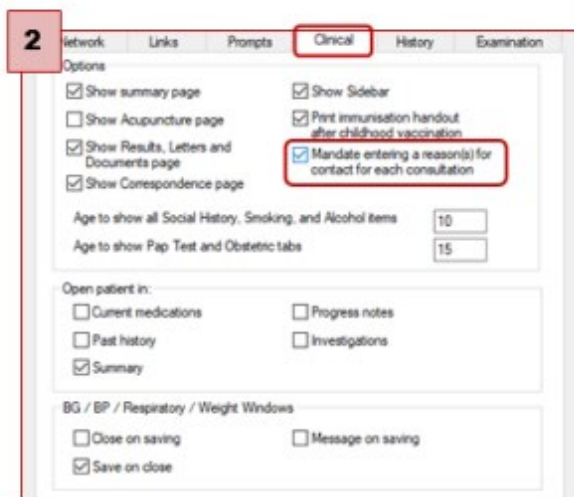 2
Network Links Prompts Clinical History Examination
Options
Show summary page
Show Sidebar
Show Acupuncture page
Print immunisation handout
after childhood vaccination
Show Results, Letters and
Documents page
Mandate entering a reason(s) for
contact for each consultation
Show Correspondence page
Age to show all Social History, Smoking, and Alcohol items 10
Age to show Pap Test and Obstetric tabs 15
Open patient in:
Current medications
Progress notes
Past history
Investigations
Summary
BG / BP / Respiratory / Weight Windows
Close on saving
Message on saving
Save on close